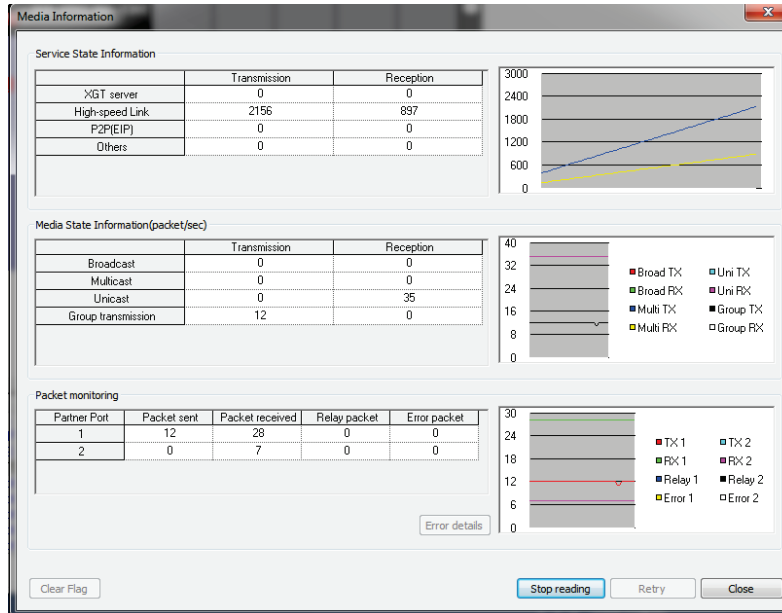 Media Information
Service State Information
Transmission Reception
XGT server 0 0
High-speed Link 2156 897
P2P(EIP) 0 0
Others 0 0
3000
2400
1800
1200
600
0
Media State Information(packet/sec)
Transmission Reception
Broadcast 0 0
Multicast 0 0
Unicast 0 35
Group transmission 12 0
40
32
24
16
8
0
Broad TX Uni TX
Broad RX Uni RX
Multi TX Group TX
Multi RX Group RX
Packet monitoring
Partner Port Packet sent Packet received Relay packet Error packet
1 12 28 0 0
2 0 7 0 0
30
24
18
12
6
0
TX 1 TX 2
RX 1 RX 2
Relay 1 Relay 2
Error 1 Error 2
Error details
Clear Flag Stop reading Retry Close